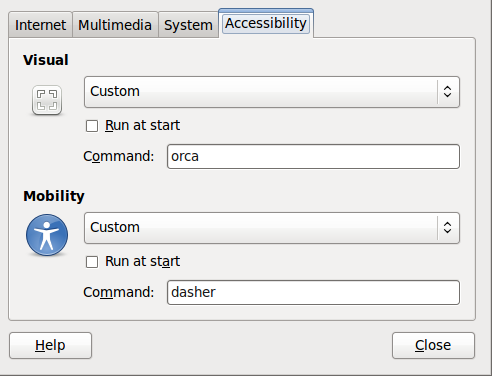 Internet Multimedia System Accessibility
Visual
Custom
Run at start
Command: orca
Mobility
Custom
Run at start
Command: dasher
Help Close